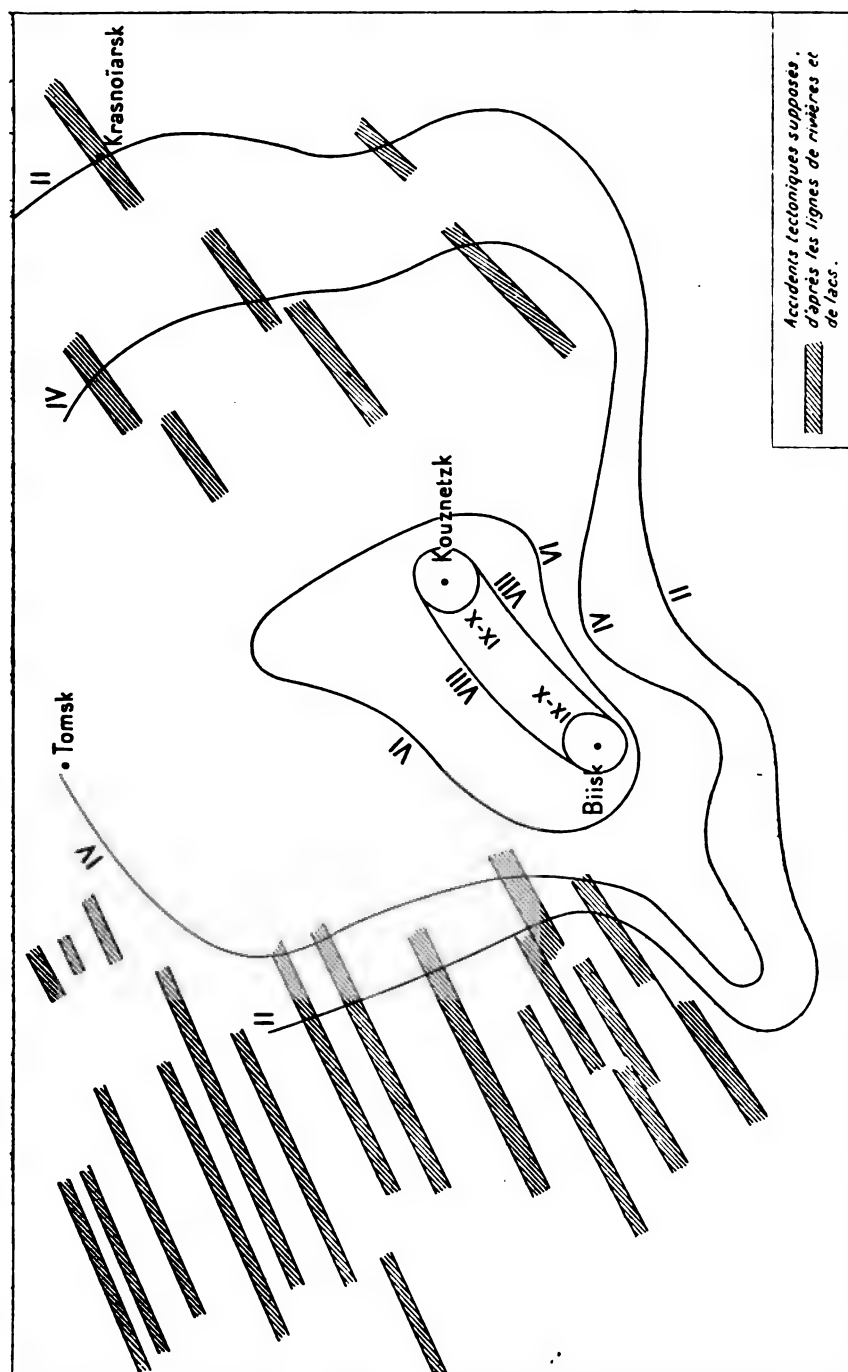 II
IV
Tomsk
IV
Krasnoïarsk
II
VI
Kouznetzk
VIII
IX-X
VIII
VI
IX-X
Biisk
IV
II
Accidents tectoniques supposés,
d'après les lignes de rivières et
de lacs.